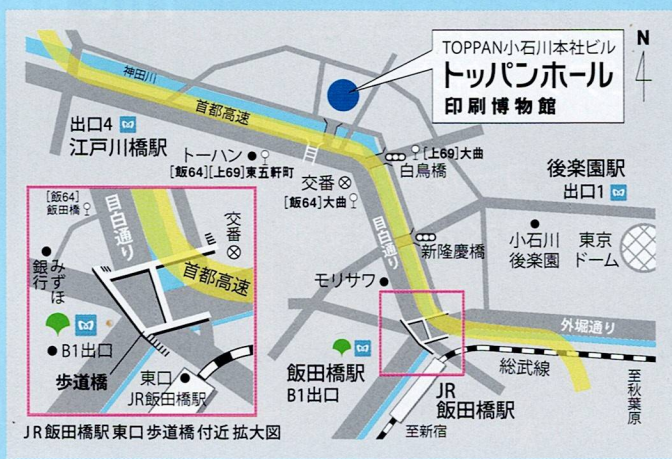 TOPPAN小石川本社ビル
トッパンホール
印刷博物館
N
神田川
首都高速
出口4
江戸川橋駅
トーハン
[飯64][上69]東五軒町
交番
[飯64]大曲
[上69]大曲
白鳥橋
後楽園駅
出口1
目白通り
新隆慶橋
小石川
後楽園
東京
ドーム
モリサワ
外堀通り
飯田橋駅
B1出口
JR
飯田橋駅
総武線
至秋葉原
至新宿
[飯64]
飯田橋
目白通り
交番
みずほ
銀行
首都高速
B1出口
歩道橋
東口
JR飯田橋駅
JR飯田橋駅東口歩道橋付近 拡大図